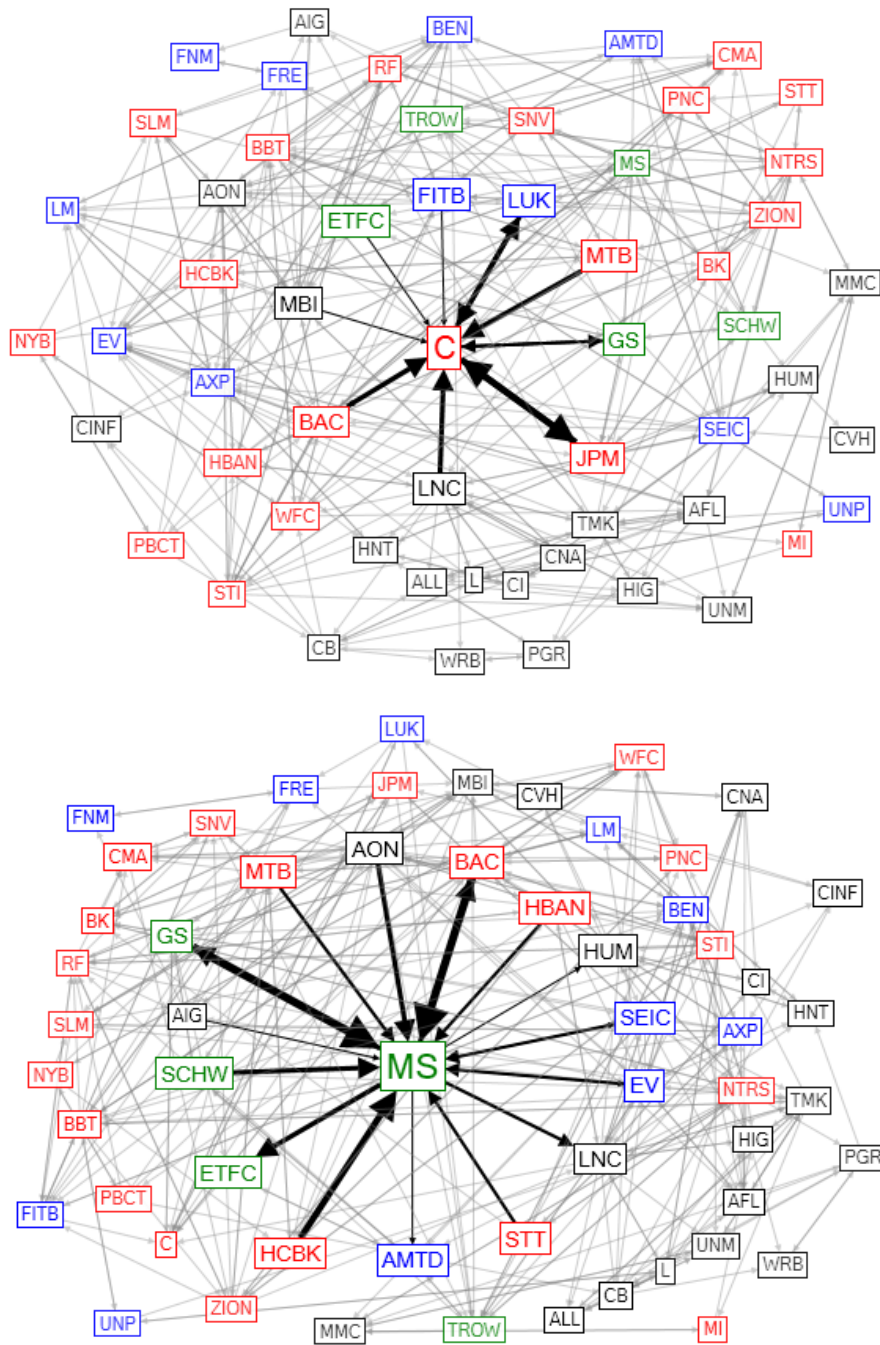 AIG
BEN
AMTD
FNM
CMA
FRE
RF
STT
PNC
SLM
TROW
SNV
BBT
MS
NTRS
AON
FITB
LUK
LM
ETFC
ZION
MTB
HCBK
BK
MMC
MBI
SCHW
NYB
EV
C
GS
HUM
AXP
BAC
CINF
SEIC
CVH
HBAN
JPM
LNC
WFC
TMK
AFL
UNP
PBCT
HNT
CNA
MI
STI
ALL
L
CI
HIG
UNM
CB
WRB
PGR
LUK
WFC
FRE
JPM
MBI
CVH
CNA
FNM
SNV
LM
CMA
MTB
AON
BAC
PNC
CINF
BK
HBAN
BEN
GS
STI
RF
HUM
CI
AIG
SLM
SEIC
AXP
HNT
NYB
SCHW
MS
EV
NTRS
TMK
BBT
HIG
LNC
PGR
ETFC
PBCT
AFL
FITB
C
HCBK
AMTD
STT
UNM
L
WRB
CB
ZION
UNP
MMC
TROW
ALL
MI